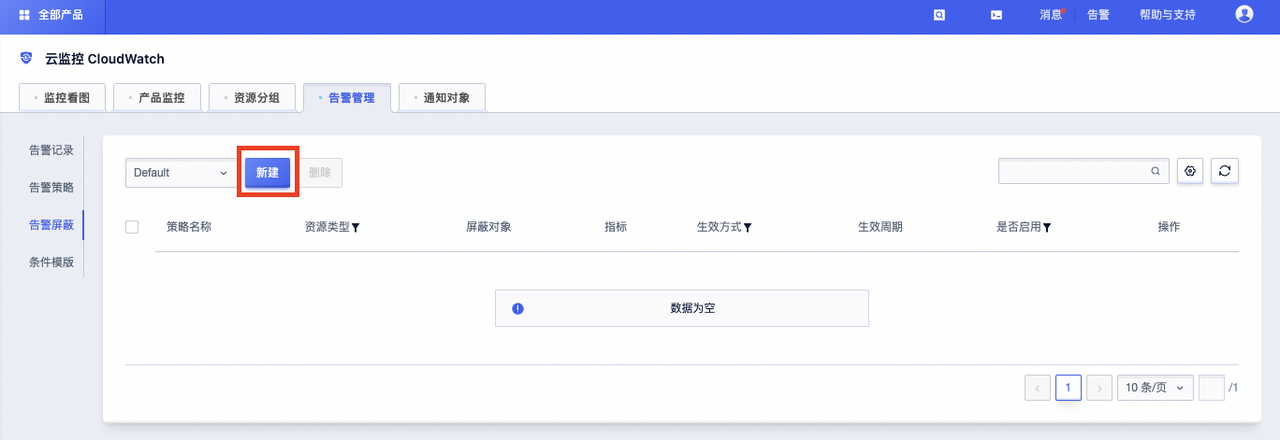 全部产品
消息
告警
帮助与支持
云监控 CloudWatch
监控看图
产品监控
资源分组
告警管理
通知对象
告警记录
告警策略
告警屏蔽
条件模版
Default
新建
删除
策略名称
资源类型
屏蔽对象
指标
生效方式
生效周期
是否启用
操作
数据为空
1
10 条/页
/1